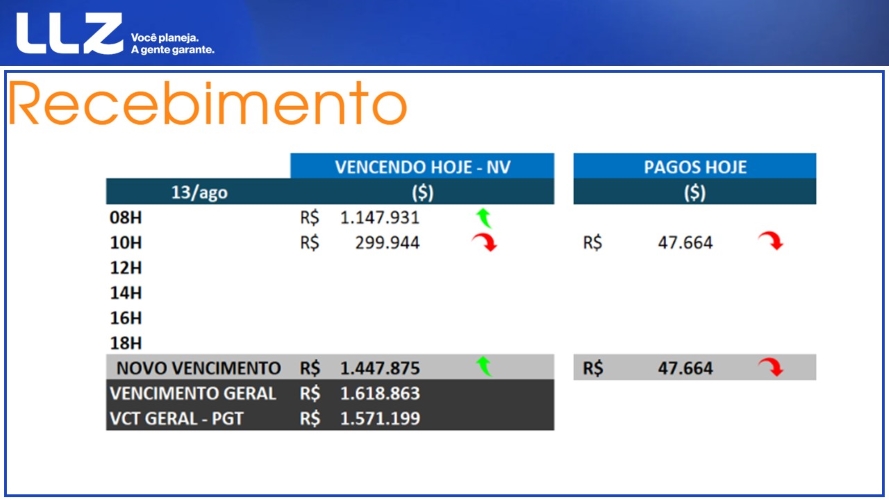 LLZ Você planeja.
A gente garante.
Recebimento
VENCENDO HOJE - NV PAGOS HOJE
13/ago ($) ($)
08H R$ 1.147.931
10H R$ 299.944 R$ 47.664
12H
14H
16H
18H
NOVO VENCIMENTO R$ 1.447.875 R$ 47.664
VENCIMENTO GERAL R$ 1.618.863
VCT GERAL - PGT R$ 1.571.199